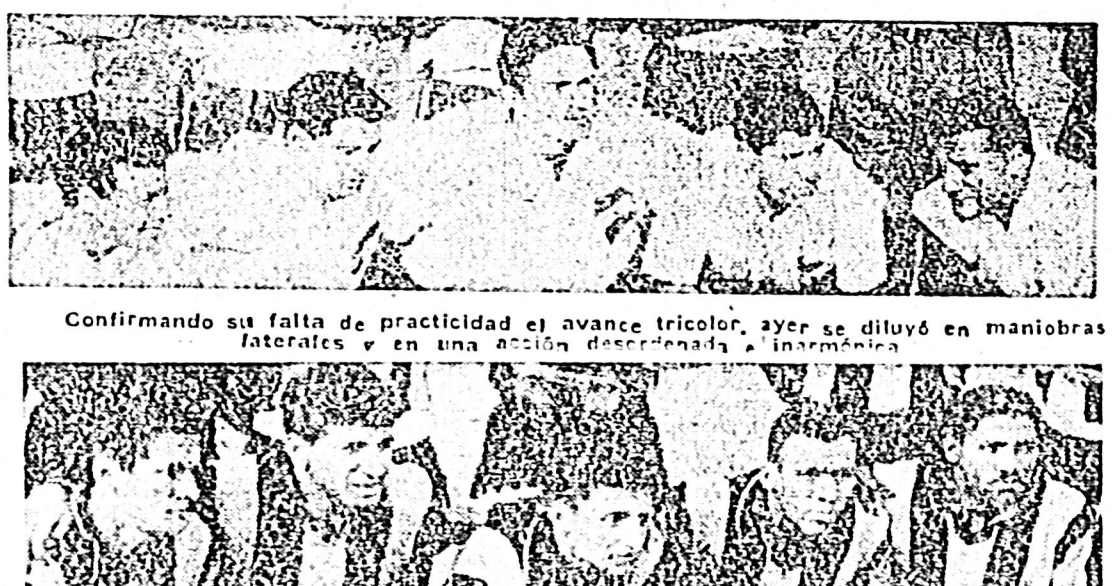 Confirmando su falta de practicidad el avance tricolor, ayer se diluyó en maniobras
laterales y en una acción desordenada e inarmónica